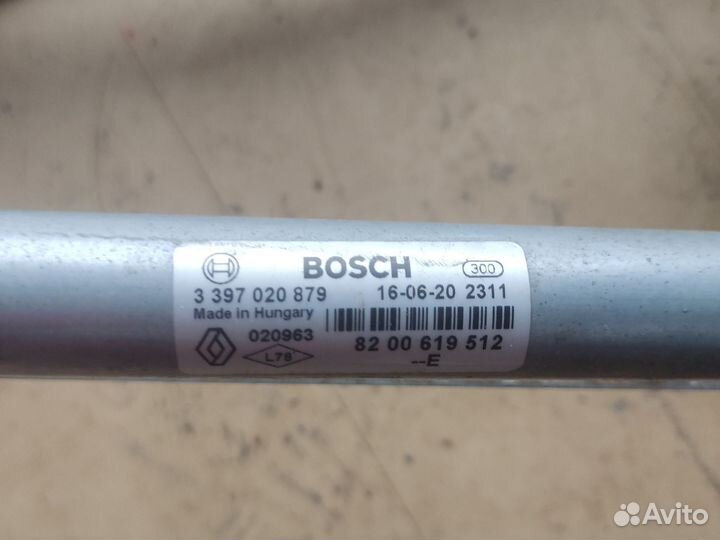 BOSCH 300
3 397 020 879 16-06-20 2311
Made in Hungary
020963
L78
82 00 619 512
--E
Avito